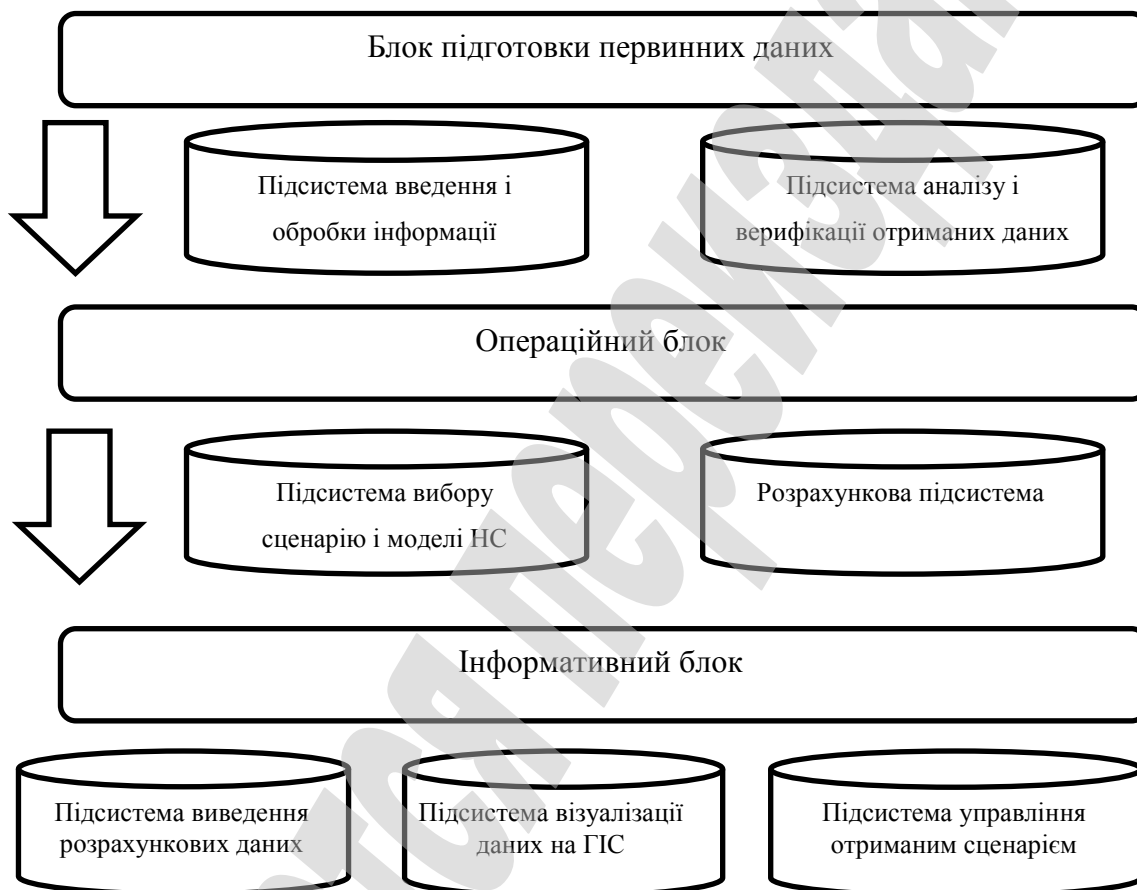 Блок підготовки первинних даних
Підсистема введення і
обробки інформації
Підсистема аналізу і
верифікації отриманих даних
Операційний блок
Підсистема вибору
сценарію і моделі НС
Розрахункова підсистема
Інформативний блок
Підсистема виведення
розрахункових даних
Підсистема візуалізації
даних на ГІС
Підсистема управління
отриманим сценарієм